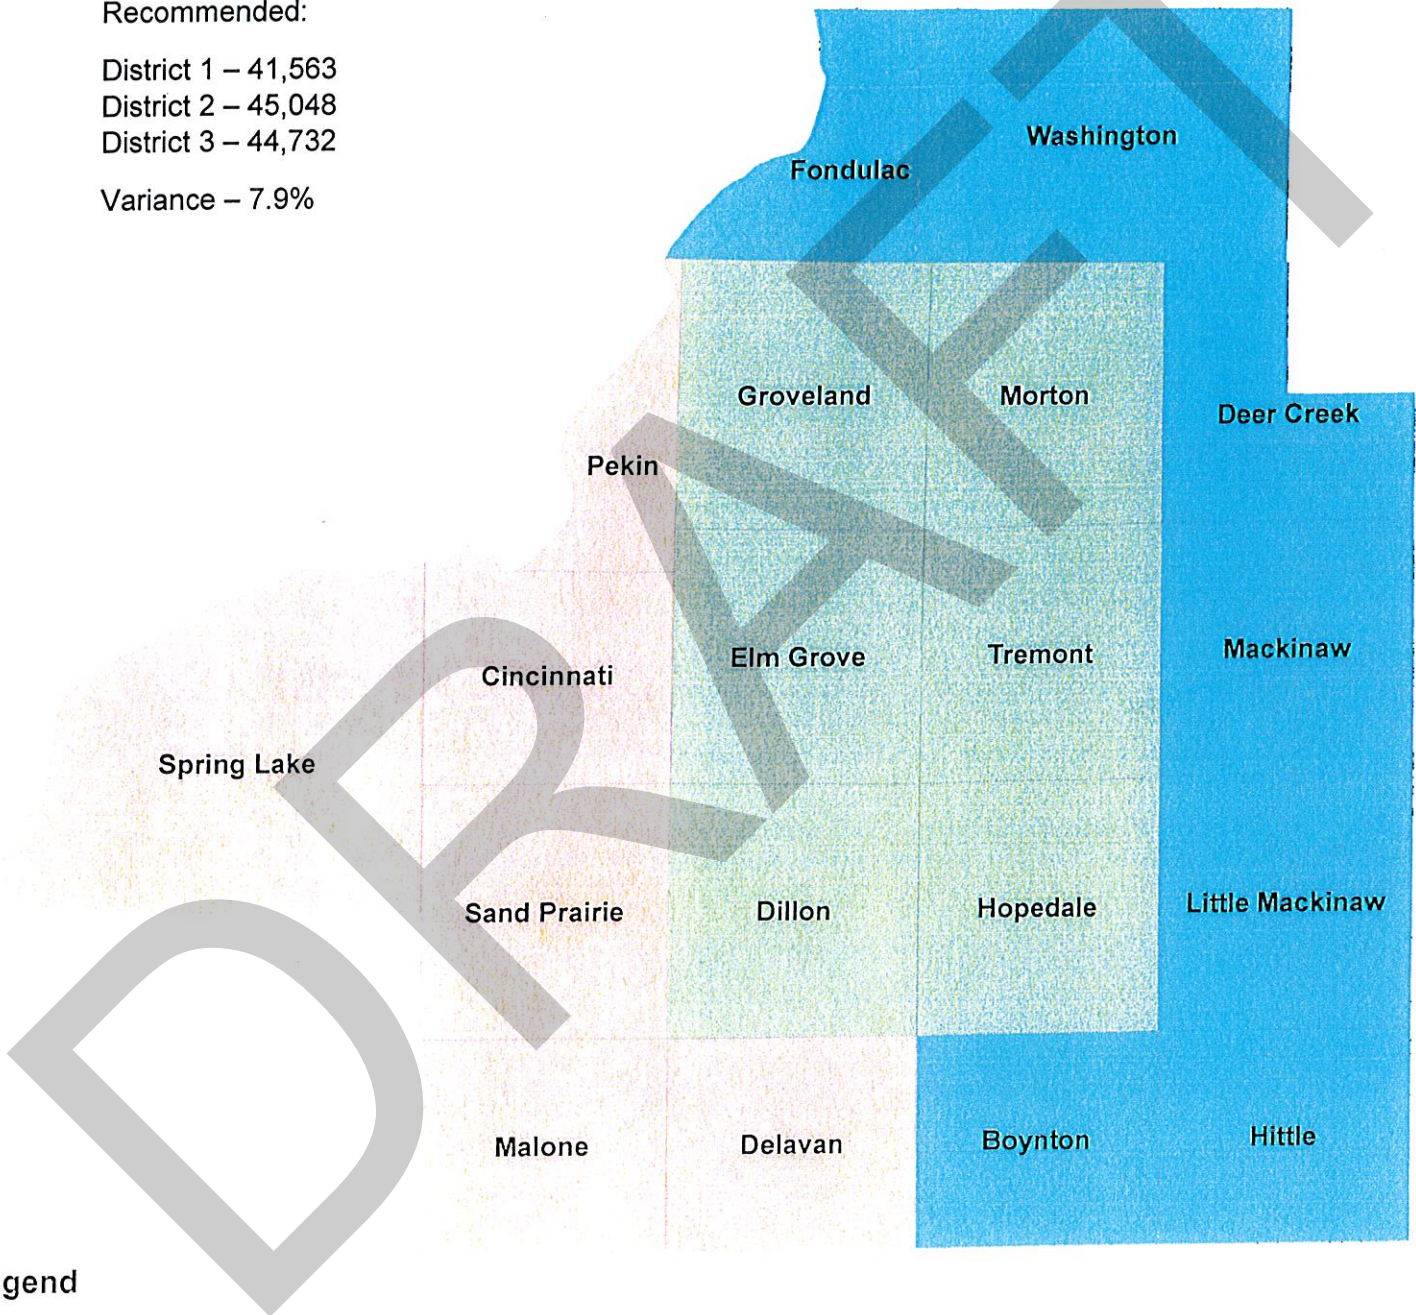 Recommended:
District 1 – 41,563
District 2 – 45,048
District 3 – 44,732
Variance – 7.9%
Washington
Fondulac
Groveland
Morton
Deer Creek
Pekin
Elm Grove
Tremont
Mackinaw
Cincinnati
Spring Lake
Sand Prairie
Dillon
Hopedale
Little Mackinaw
Malone
Delavan
Boynton
Hittle
gend
DRAFT